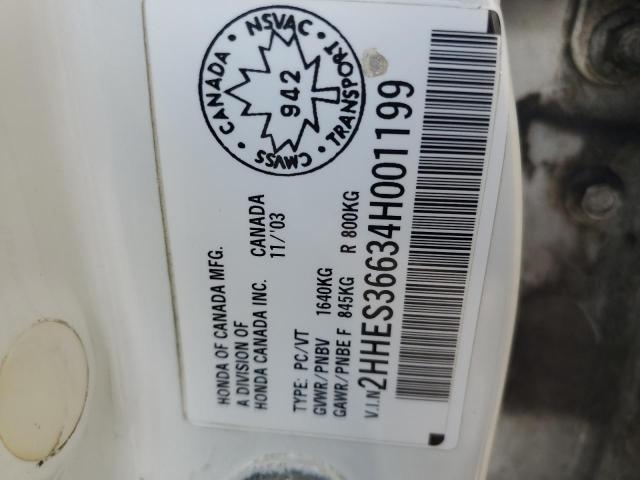 HONDA OF CANADA MFG.
A DIVISION OF
HONDA CANADA INC. CANADA
11/'03
TYPE: PC/VT
GVWR/PNBV 1640KG
GAWR/PNBE F 845KG R 800KG
V.I.N 2HHES36634H001199
CANADA • NSVAC • TRANSPORT • CMVSS •
942